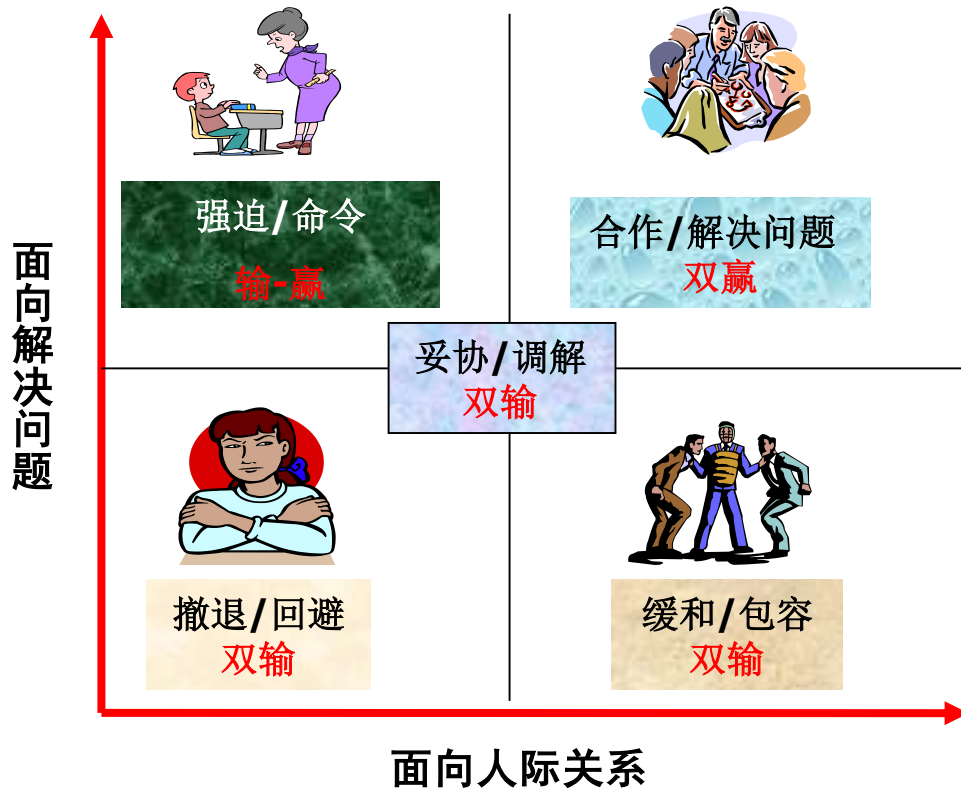 强迫/命令
输-赢
合作/解决问题
双赢
面向解决问题
妥协/调解
双输
撤退/回避
双输
缓和/包容
双输
面向人际关系